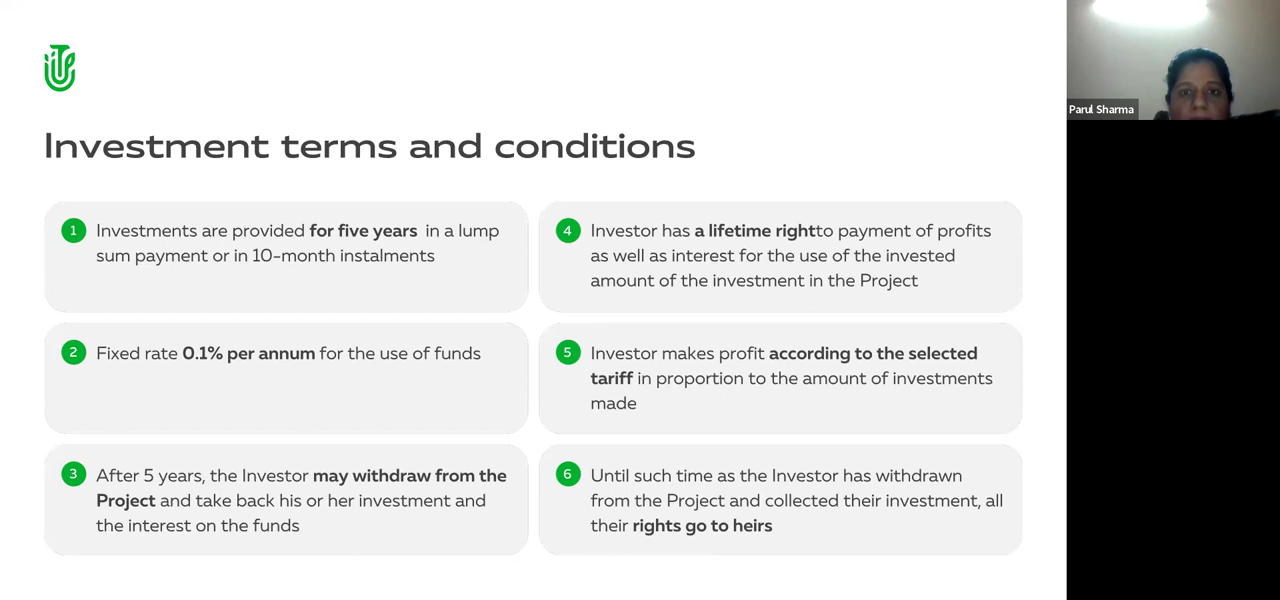 Investment terms and conditions
1
Investments are provided for five years in a lump
sum payment or in 10-month instalments
2
Fixed rate 0.1% per annum for the use of funds
3
After 5 years, the Investor may withdraw from the
Project and take back his or her investment and
the interest on the funds
4
Investor has a lifetime rightto payment of profits
as well as interest for the use of the invested
amount of the investment in the Project
5
Investor makes profit according to the selected
tariff in proportion to the amount of investments
made
6
Until such time as the Investor has withdrawn
from the Project and collected their investment, all
their rights go to heirs
Parul Sharma